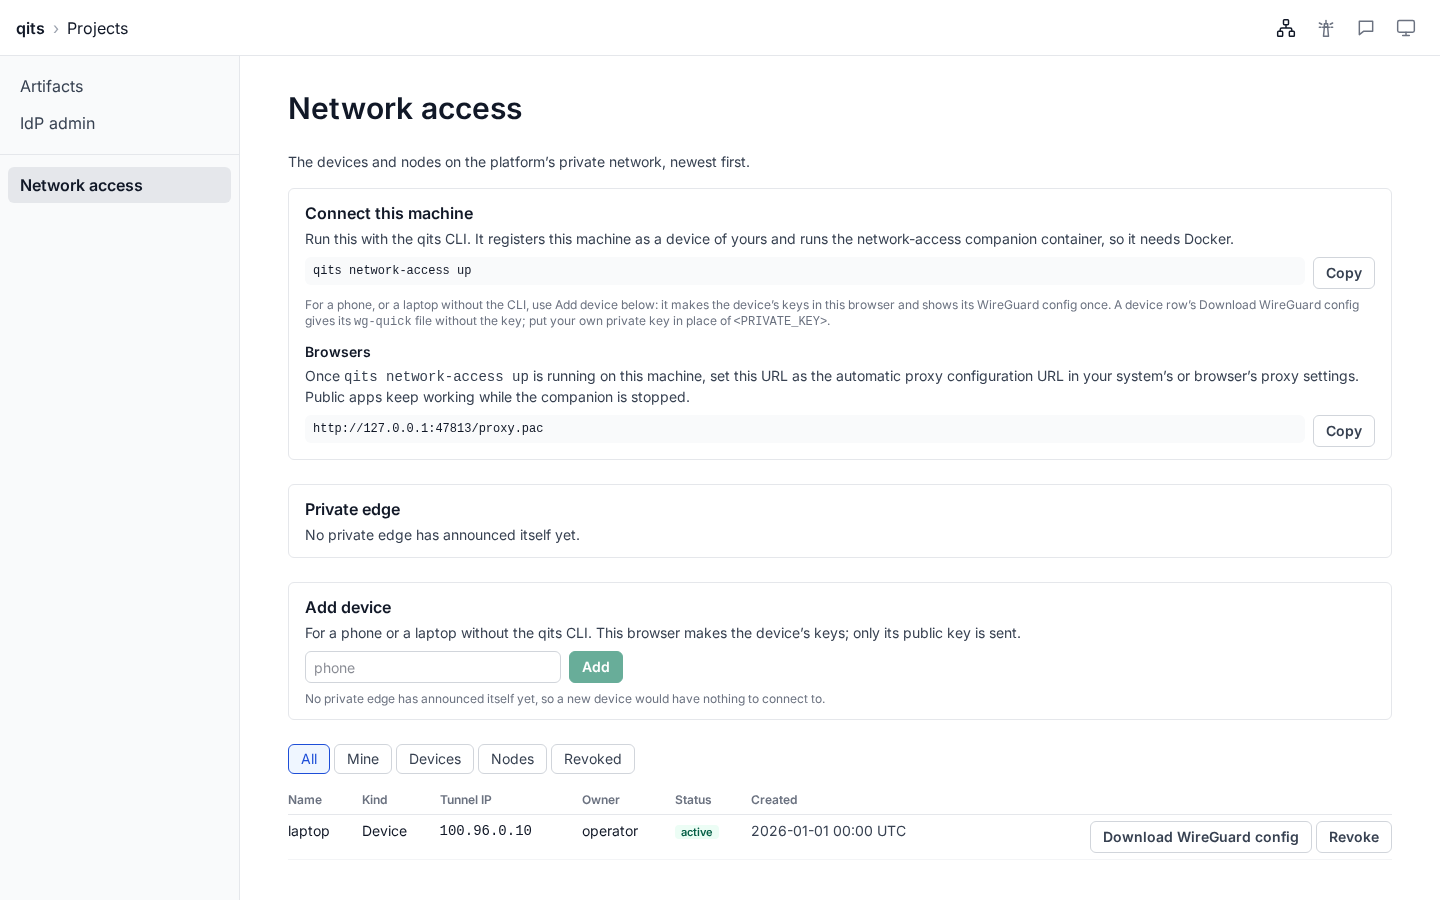 qits › Projects
Artifacts
IdP admin
Network access
Network access
The devices and nodes on the platform’s private network, newest first.
Connect this machine
Run this with the qits CLI. It registers this machine as a device of yours and runs the network-access companion container, so it needs Docker.
qits network-access up
Copy
For a phone, or a laptop without the CLI, use Add device below: it makes the device’s keys in this browser and shows its WireGuard config once. A device row’s Download WireGuard config
gives its wg-quick file without the key; put your own private key in place of <PRIVATE_KEY>.
Browsers
Once qits network-access up is running on this machine, set this URL as the automatic proxy configuration URL in your system’s or browser’s proxy settings.
Public apps keep working while the companion is stopped.
http://127.0.0.1:47813/proxy.pac
Copy
Private edge
No private edge has announced itself yet.
Add device
For a phone or a laptop without the qits CLI. This browser makes the device’s keys; only its public key is sent.
phone
Add
No private edge has announced itself yet, so a new device would have nothing to connect to.
All Mine Devices Nodes Revoked
Name Kind Tunnel IP Owner Status Created
laptop Device 100.96.0.10 operator active 2026-01-01 00:00 UTC Download WireGuard config Revoke